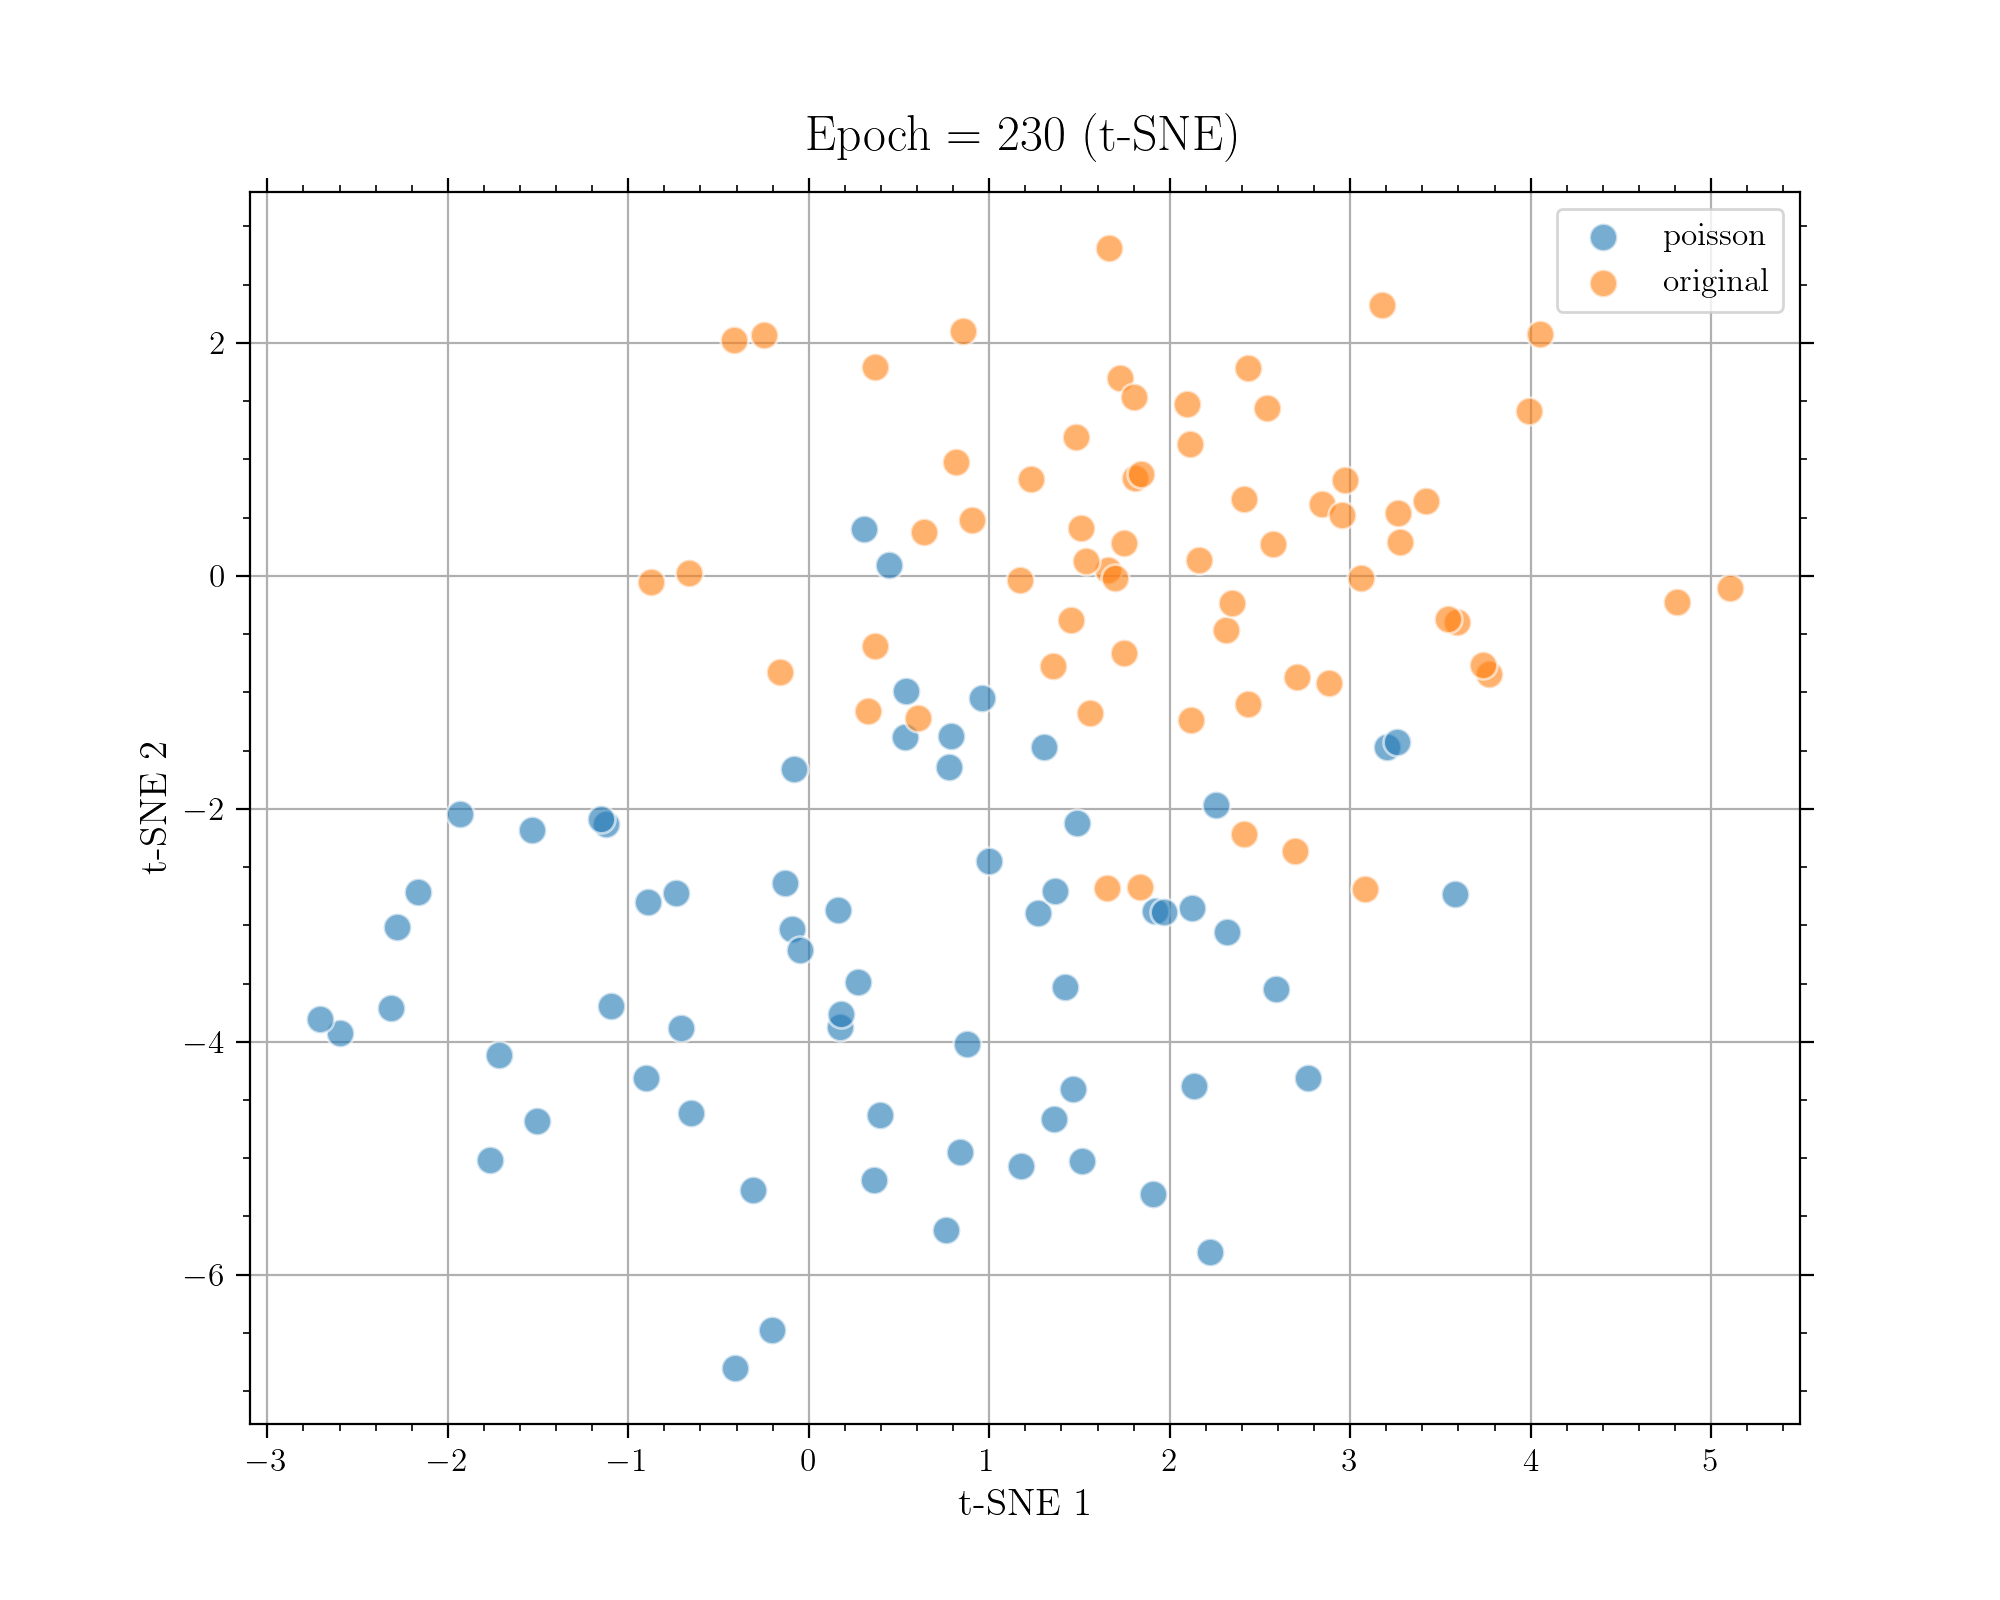 Epoch = 230 (t-SNE)
poisson
original
2
0
−2
−4
−6
t-SNE 2
−3 −2 −1 0 1 2 3 4 5
t-SNE 1